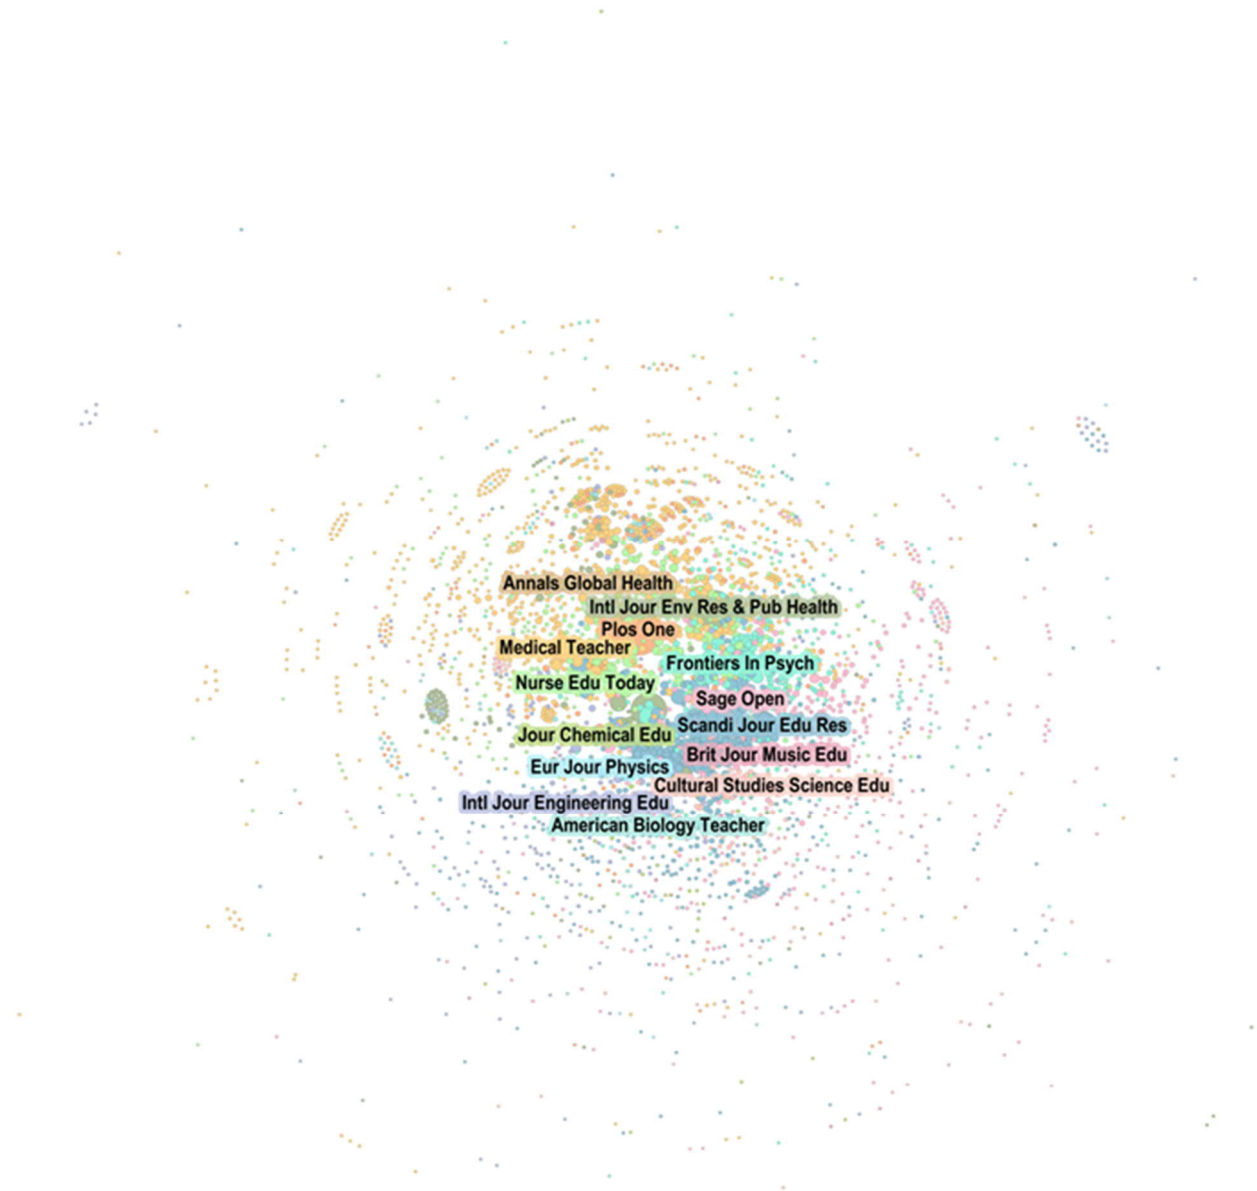 Annals Global Health
Intl Jour Env Res & Pub Health
Plos One
Medical Teacher
Frontiers In Psych
Nurse Edu Today
Sage Open
Scandi Jour Edu Res
Jour Chemical Edu
Brit Jour Music Edu
Eur Jour Physics
Cultural Studies Science Edu
Intl Jour Engineering Edu
American Biology Teacher